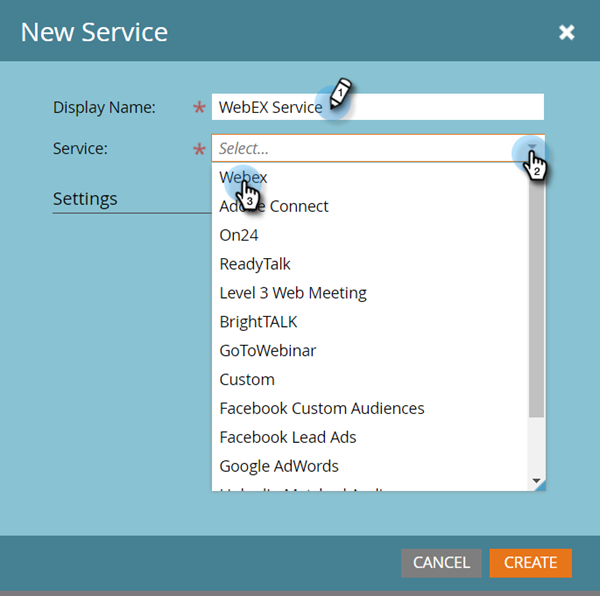 New Service
Display Name: * WebEX Service 1
Service: * Select... 2
Webex 3
Settings
Adobe Connect
On24
ReadyTalk
Level 3 Web Meeting
BrightTALK
GoToWebinar
Custom
Facebook Custom Audiences
Facebook Lead Ads
Google AdWords
CANCEL CREATE